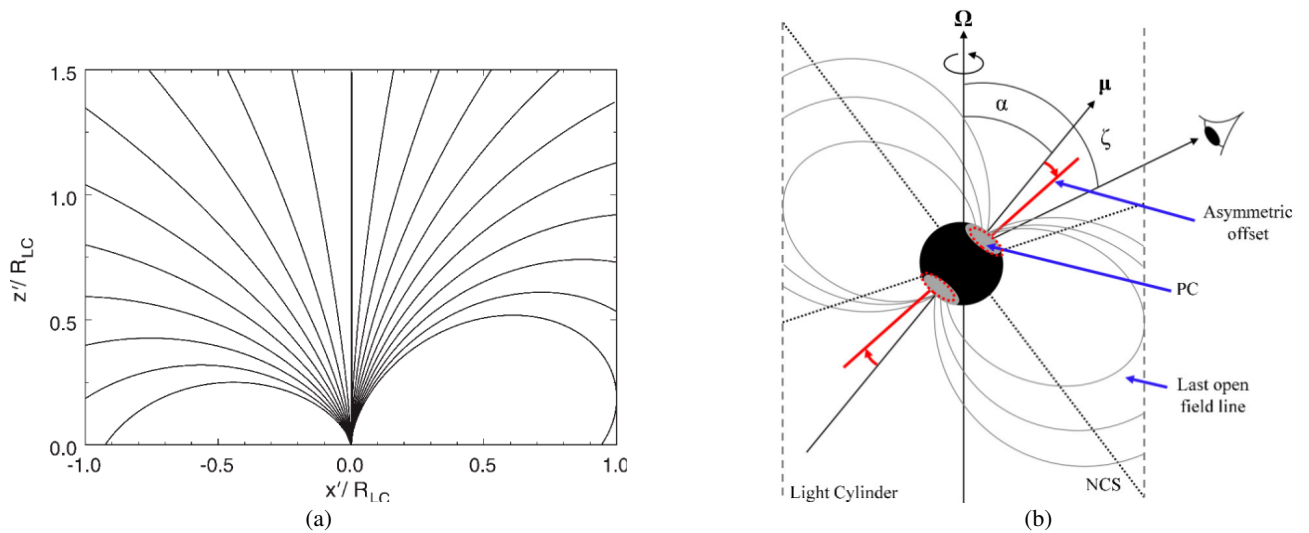 1.5
1.0
0.5
0.0
z'/ R_LC
-1.0
-0.5
0.0
0.5
1.0
x'/ R_LC
(a)
Ω
μ
α
ζ
Asymmetric
offset
PC
Last open
field line
Light Cylinder
NCS
(b)